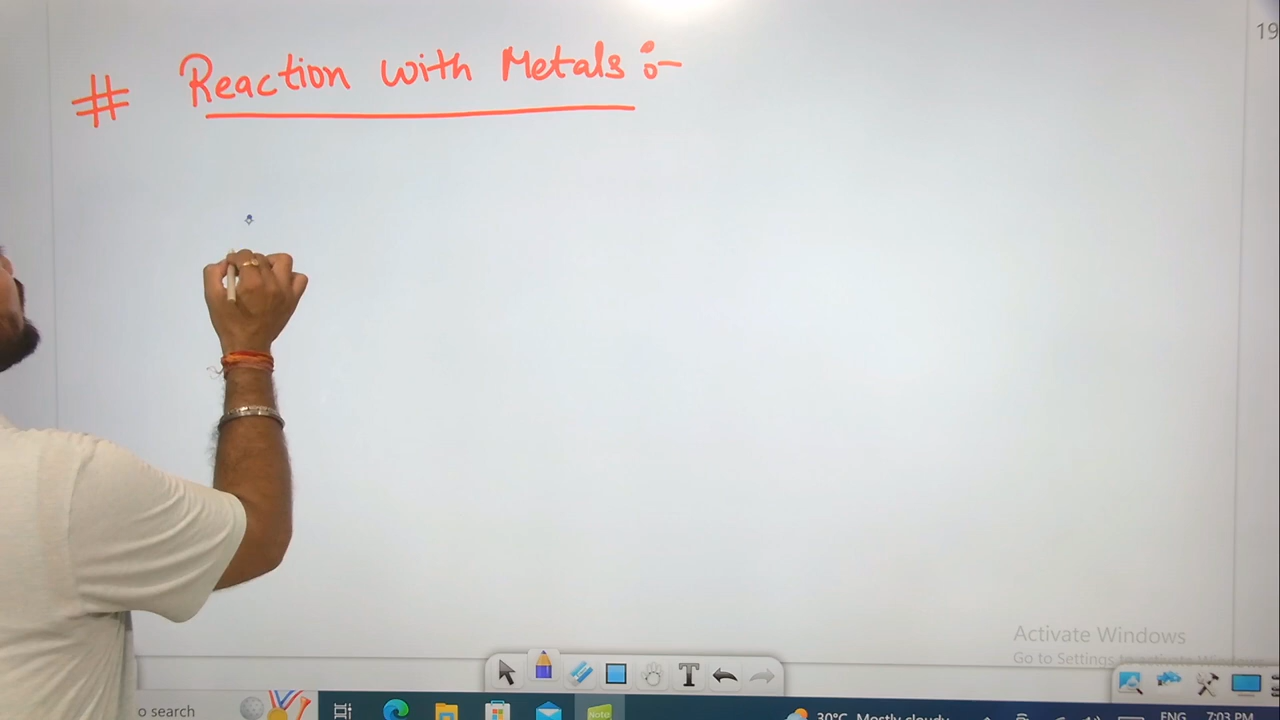 19
# Reaction with Metals :-
Activate Windows
Go to Settings to activate Windows.
T
o search
Note
30°C Mostly cloudy
ENG 7:03 PM